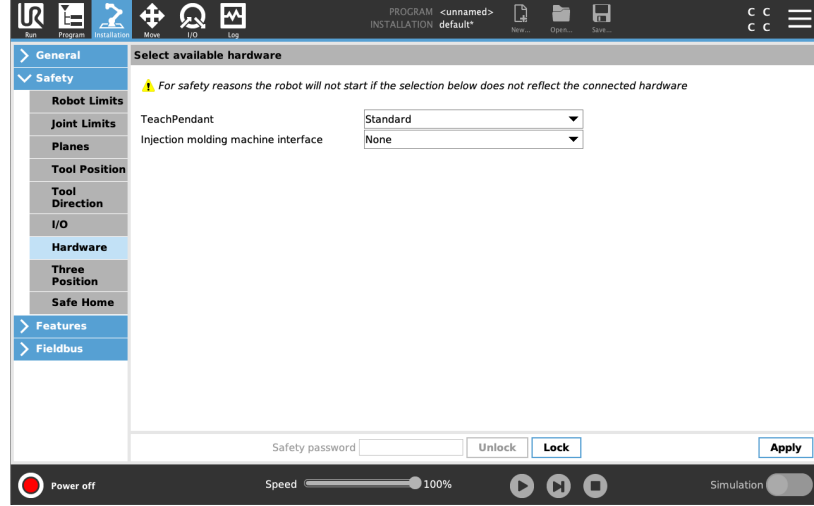 UR
PROGRAM <unnamed>
INSTALLATION default*
C C
C C
Run Program Installation Move I/O Log New... Open... Save...
General
Select available hardware
Safety
For safety reasons the robot will not start if the selection below does not reflect the connected hardware
Robot Limits
Joint Limits
Planes
Tool Position
Tool
Direction
I/O
Hardware
Three
Position
Safe Home
Features
Fieldbus
TeachPendant Standard
Injection molding machine interface None
Safety password Unlock Lock Apply
Power off Speed 100% Simulation